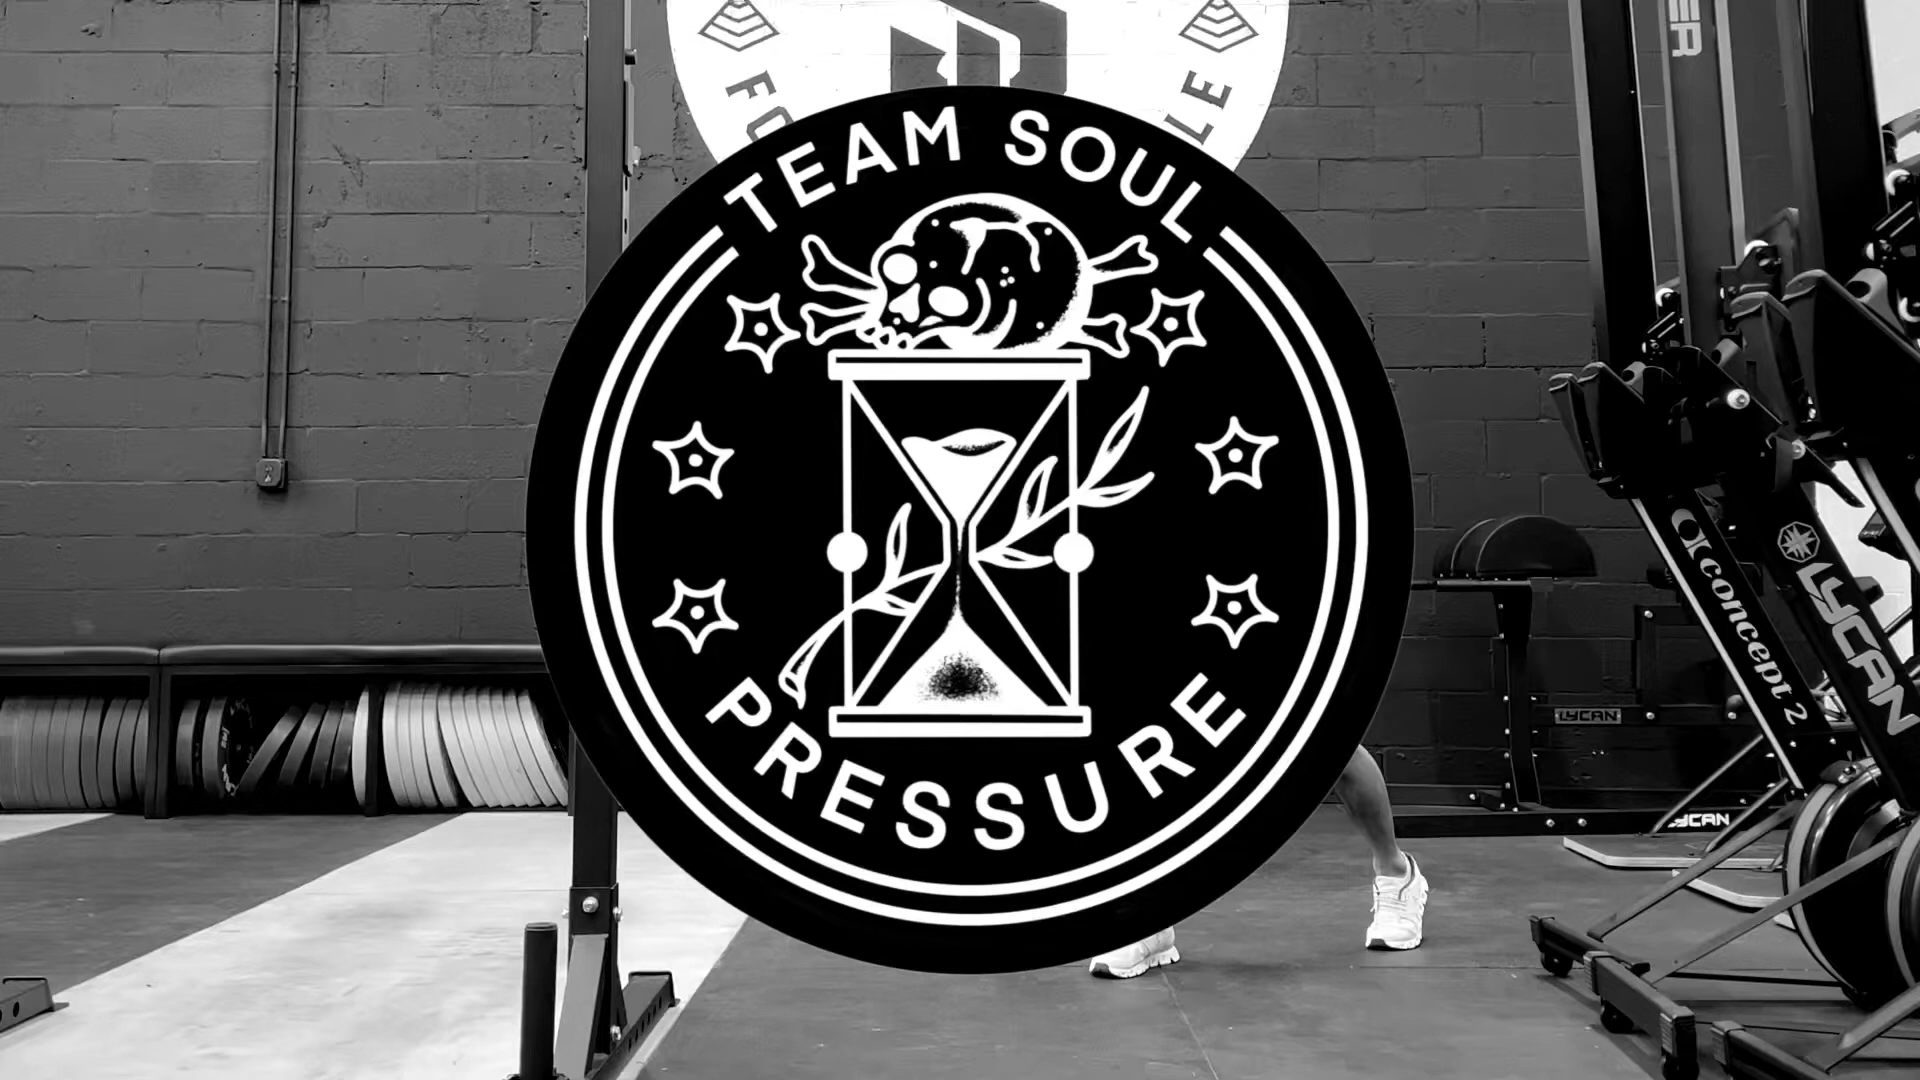 TEAM SOUL
PRESSURE
concept 2
LYCAN
LYCAN
LYCAN